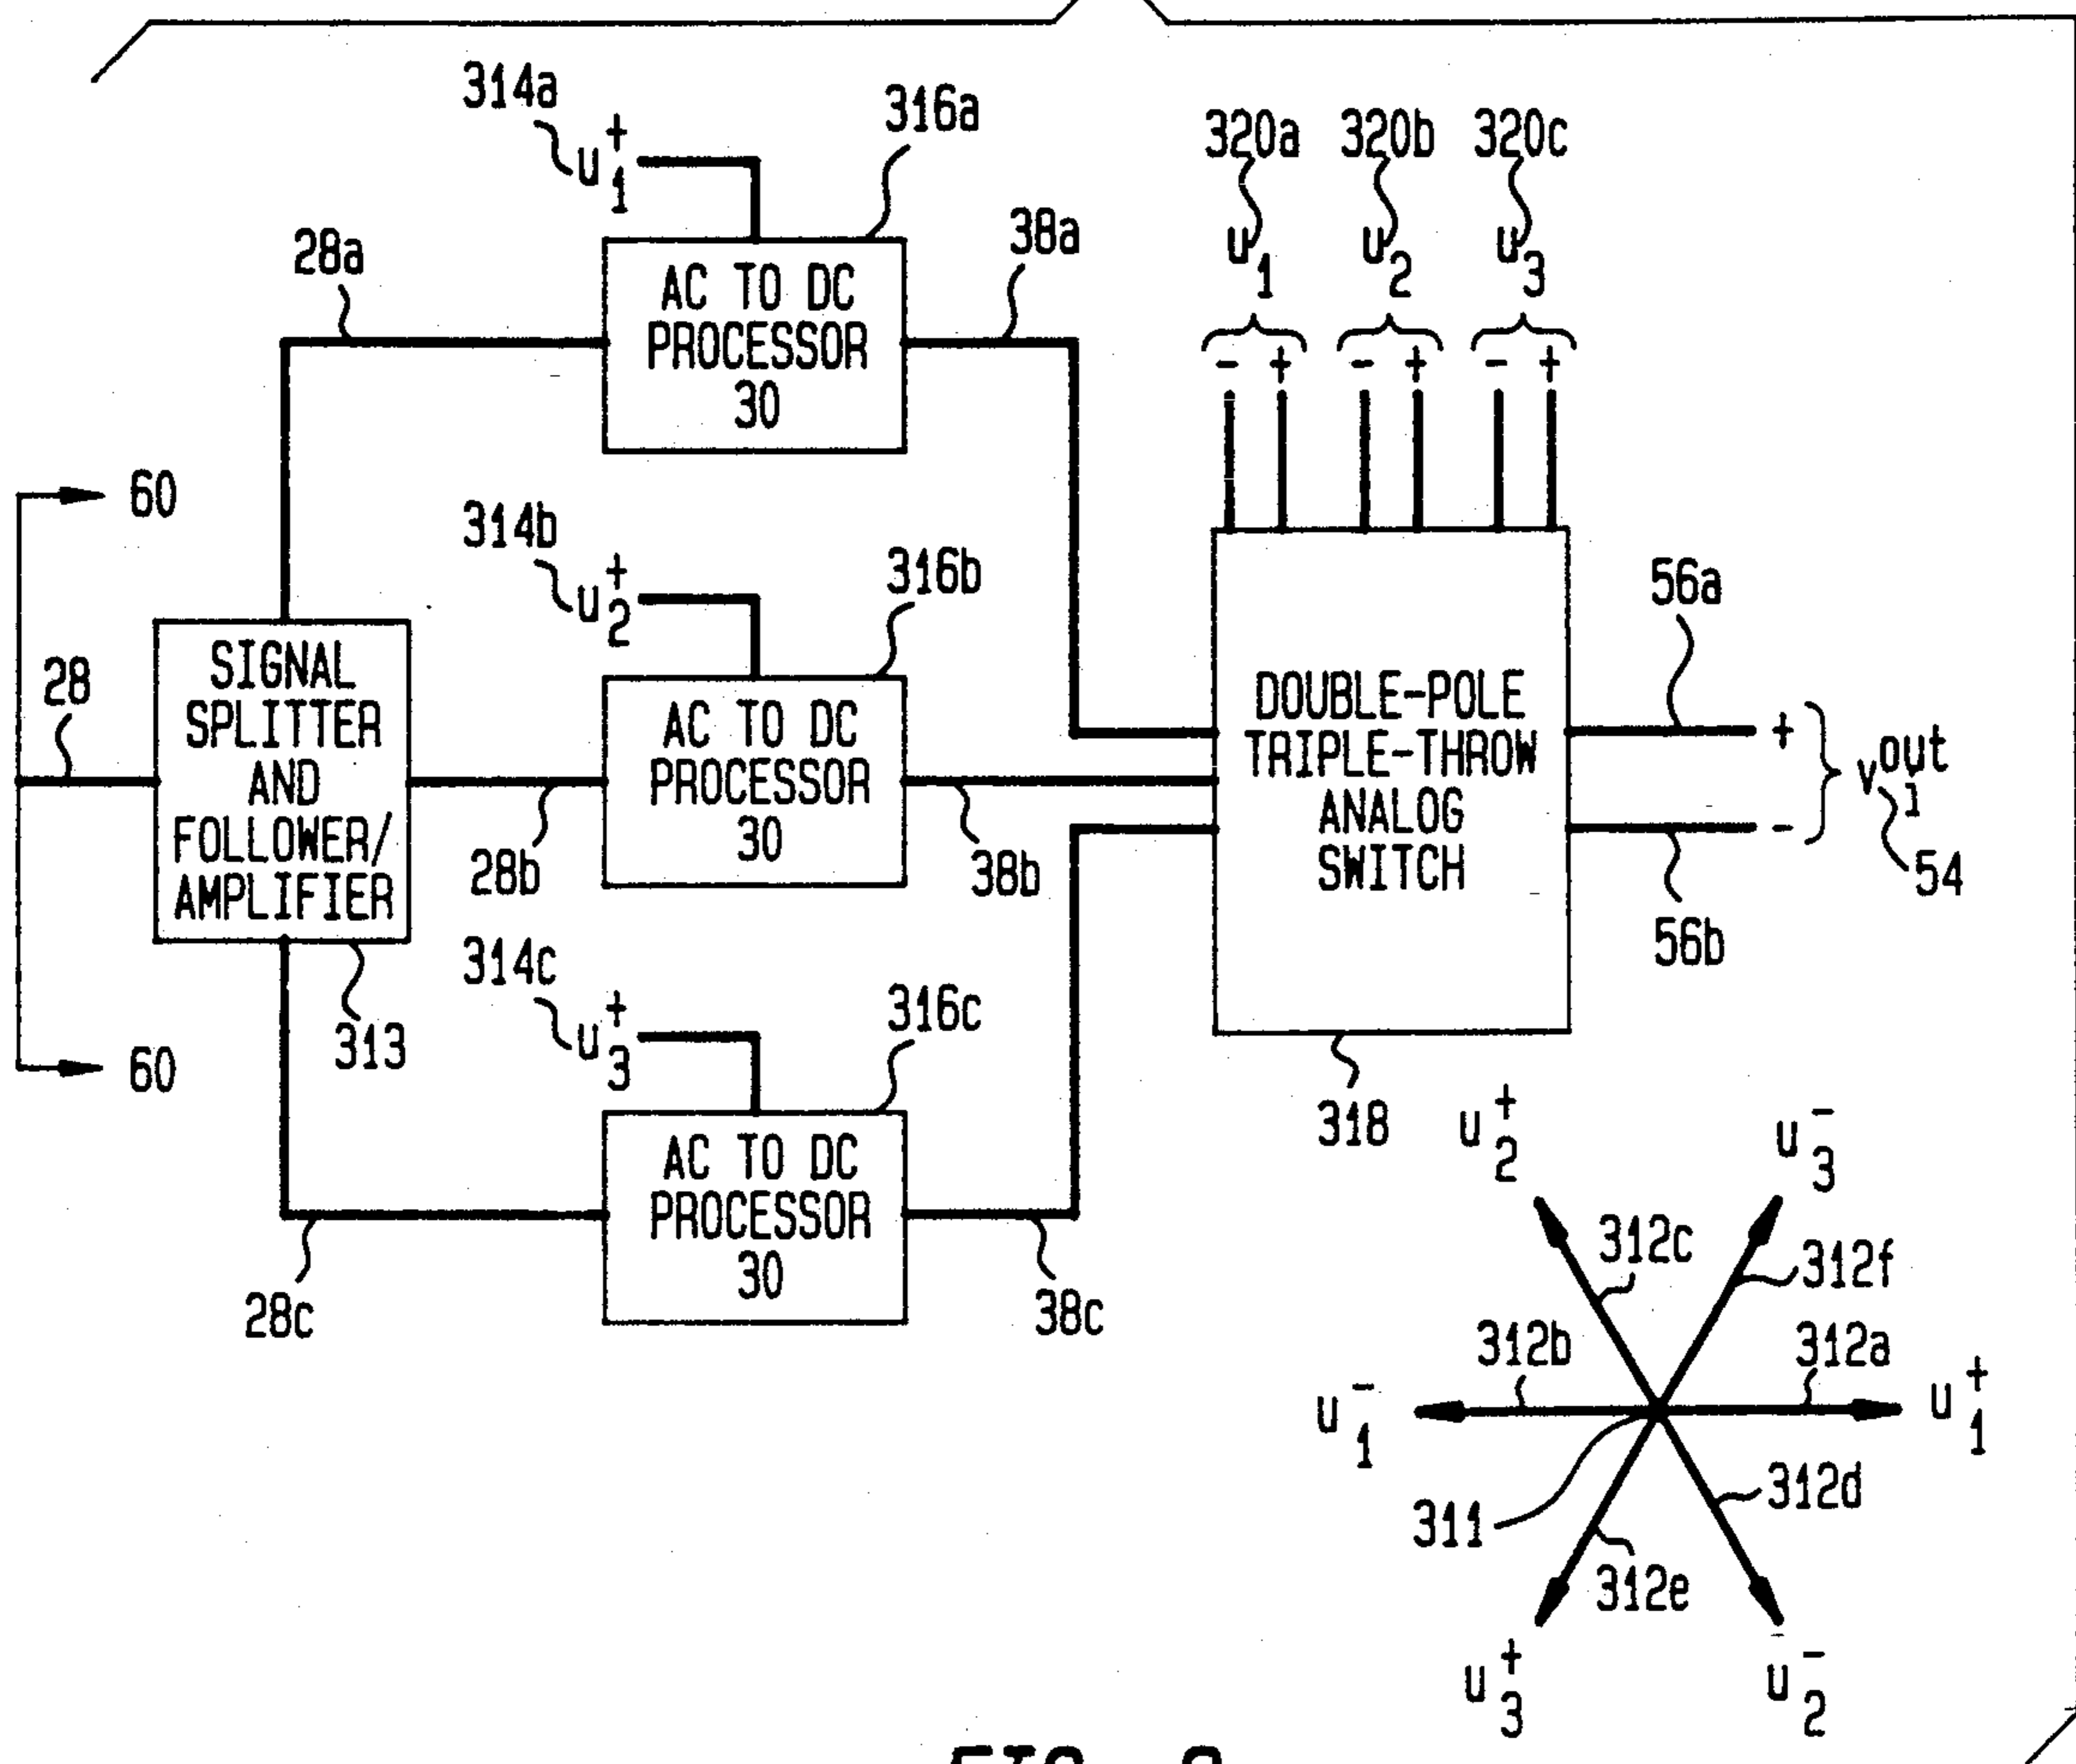 314a
u₁⁺
316a
320a 320b 320c
u₁ u₂ u₃
- + - + - +
28a
AC TO DC
PROCESSOR
30
38a
60
314b
u₂⁺
316b
28
SIGNAL
SPLITTER
AND
FOLLOWER/
AMPLIFIER
28b
AC TO DC
PROCESSOR
30
38b
DOUBLE-POLE
TRIPLE-THROW
ANALOG
SWITCH
56a
+
v₁ᵒᵘᵗ
-
54
56b
60
313
314c
u₃⁺
316c
318
28c
AC TO DC
PROCESSOR
30
38c
u₂⁺
u₃⁻
312c
312f
312b
312a
u₁⁻
u₁⁺
311
312d
312e
u₃⁺
u₂⁻